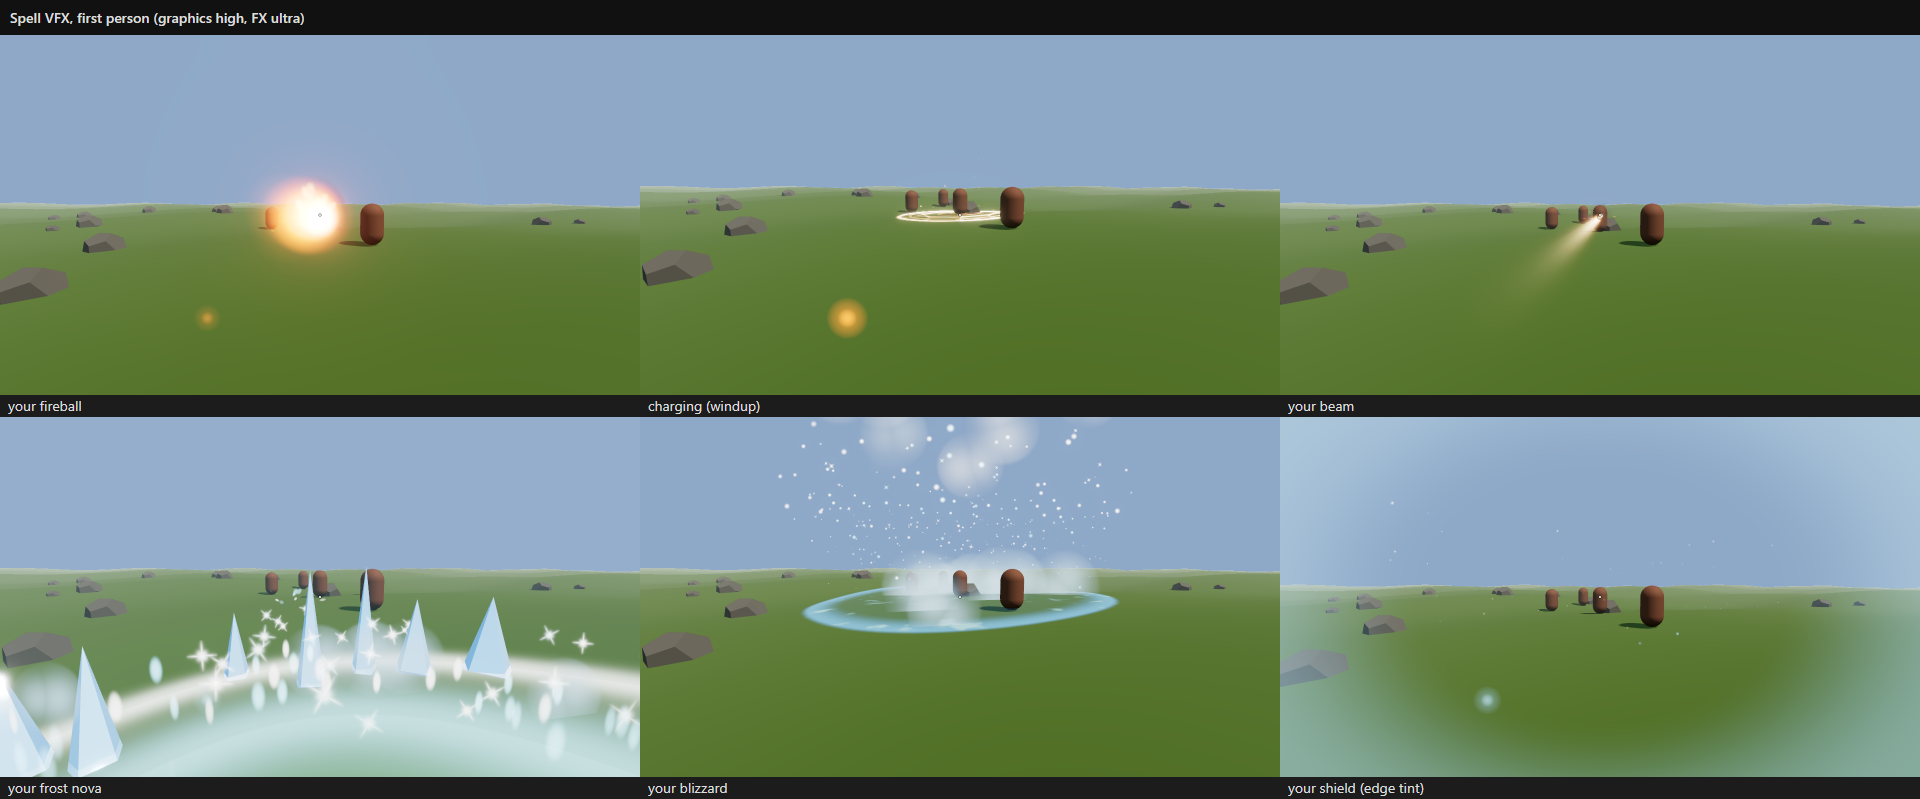 Spell VFX, first person (graphics high, FX ultra)
your fireball
charging (windup)
your beam
your frost nova
your blizzard
your shield (edge tint)